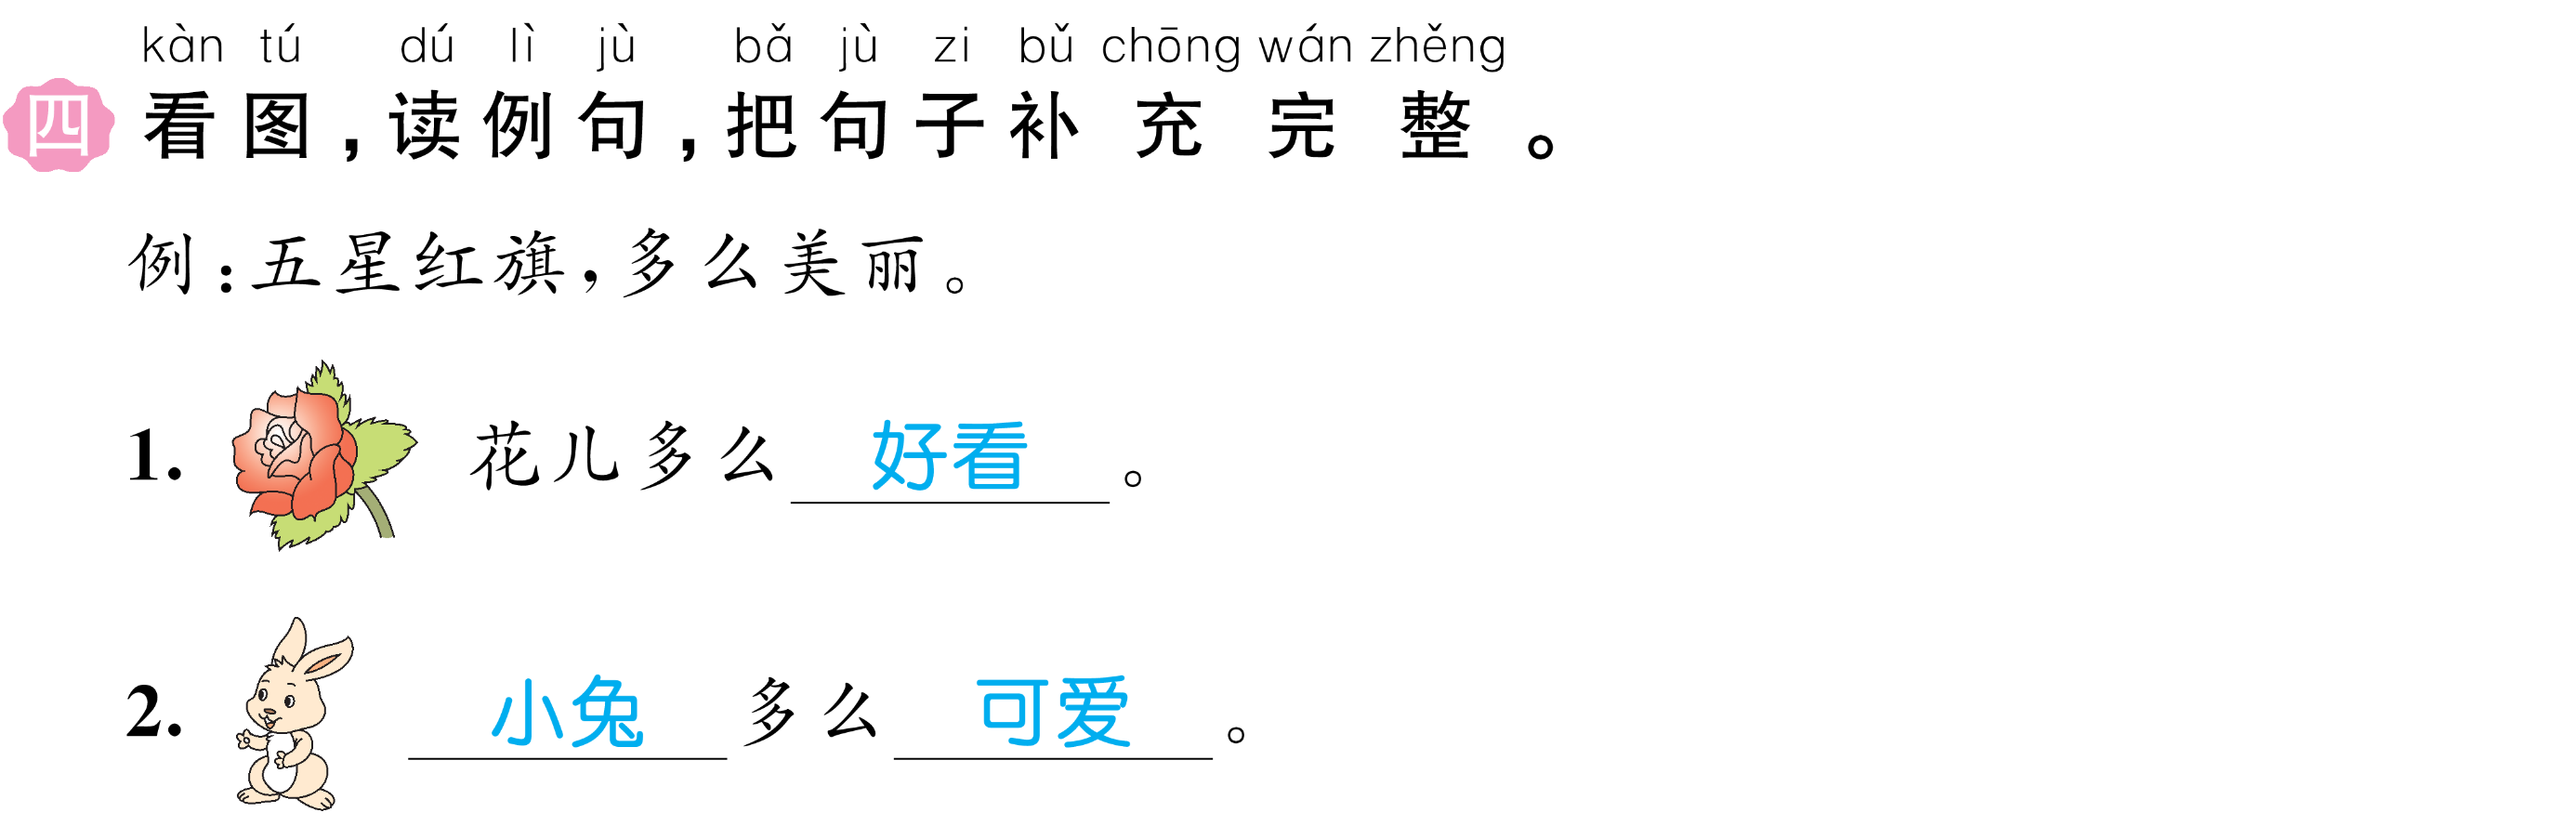 kàn tú dú lì jù bǎ jù zi bǔ chōng wán zhěng
四 看图,读例句,把句子补充完整。
例:五星红旗,多么美丽。
1. 花儿多么好看。
2. 小兔多么可爱。